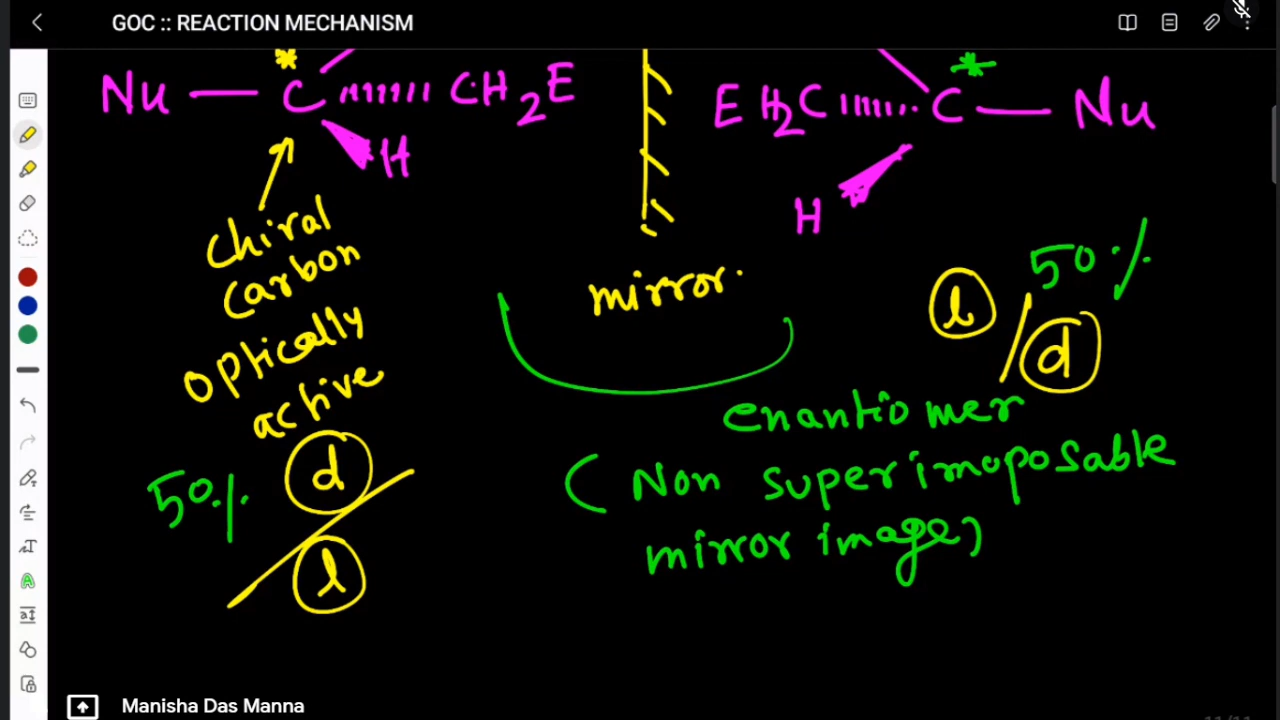 GOC :: REACTION MECHANISM
*
Nu — C CH2E
H
E H2C C — Nu
*
H
chiral
carbon
optically
active
50%
d
l
mirror
50%
l / d
enantiomer
( Non superimoposable
mirror image)
Manisha Das Manna